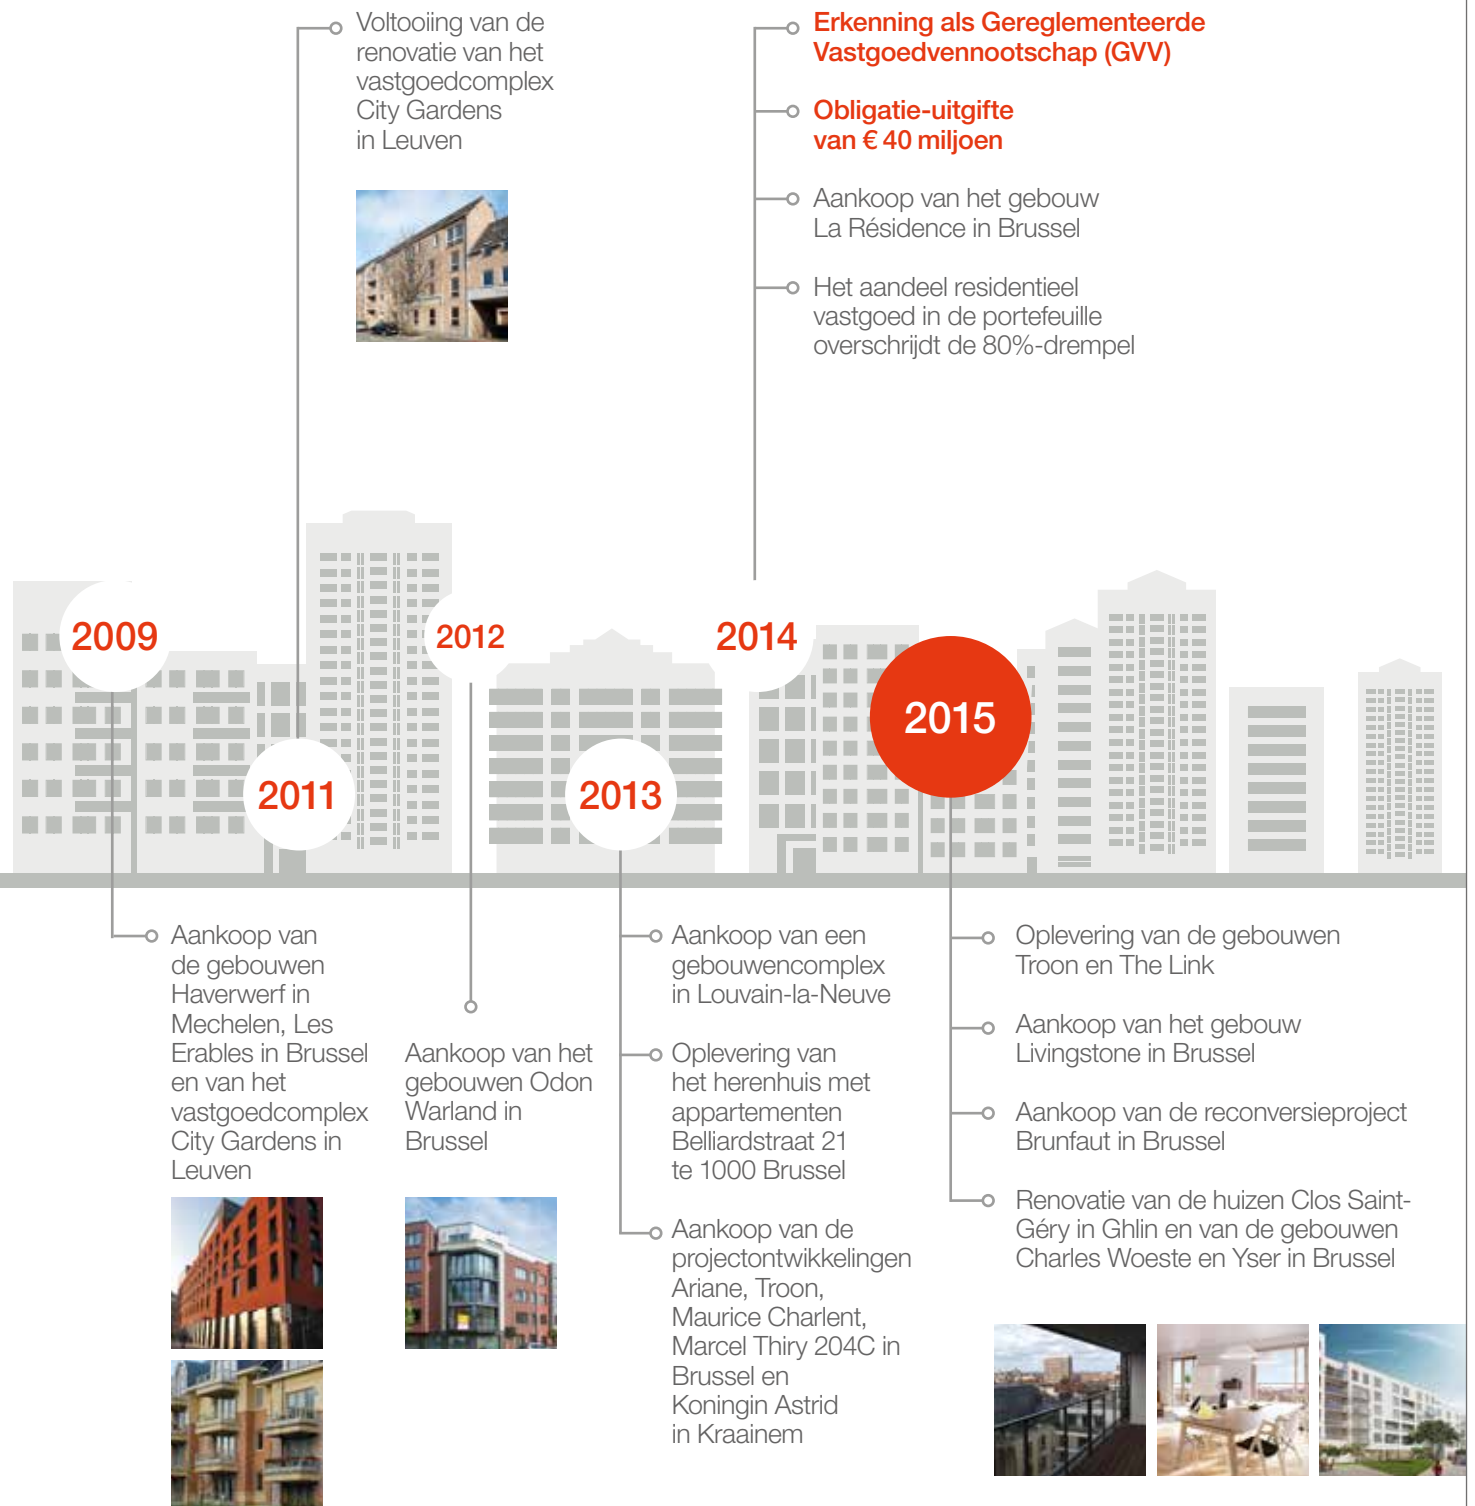 Voltooiing van de
renovatie van het
vastgoedcomplex
City Gardens
in Leuven
Erkenning als Gereglementeerde
Vastgoedvennootschap (GVV)
Obligatie-uitgifte
van € 40 miljoen
Aankoop van het gebouw
La Résidence in Brussel
Het aandeel residentieel
vastgoed in de portefeuille
overschrijdt de 80%-drempel
2009
2011
2012
2013
2014
2015
Aankoop van
de gebouwen
Haverwerf in
Mechelen, Les
Erables in Brussel
en van het
vastgoedcomplex
City Gardens in
Leuven
Aankoop van het
gebouwen Odon
Warland in
Brussel
Aankoop van een
gebouwencomplex
in Louvain-la-Neuve
Oplevering van
het herenhuis met
appartementen
Belliardstraat 21
te 1000 Brussel
Aankoop van de
projectontwikkelingen
Ariane, Troon,
Maurice Charlent,
Marcel Thiry 204C in
Brussel en
Koningin Astrid
in Kraainem
Oplevering van de gebouwen
Troon en The Link
Aankoop van het gebouw
Livingstone in Brussel
Aankoop van de reconversieproject
Brunfaut in Brussel
Renovatie van de huizen Clos Saint-
Géry in Ghlin en van de gebouwen
Charles Woeste en Yser in Brussel